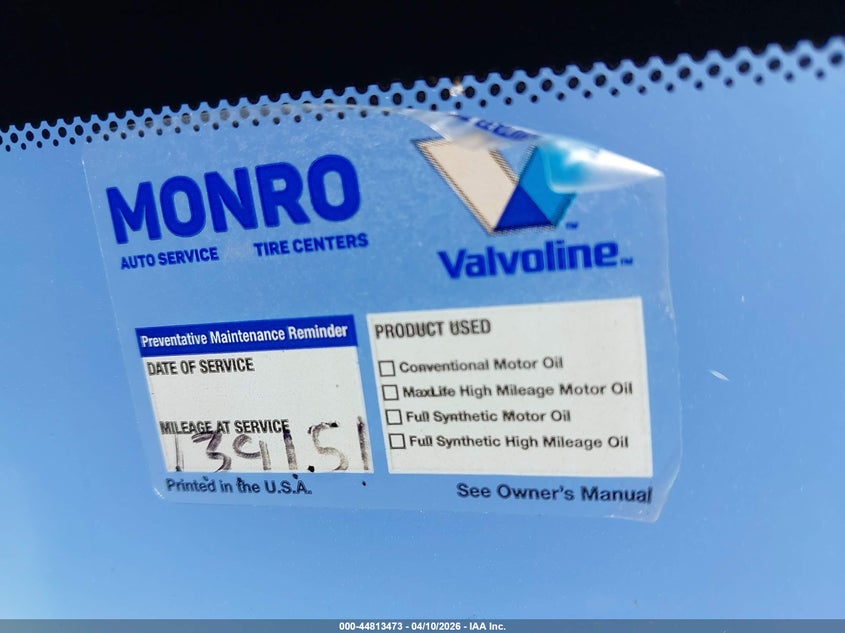 MONRO
AUTO SERVICE TIRE CENTERS
Valvoline™
Preventative Maintenance Reminder
DATE OF SERVICE
MILEAGE AT SERVICE
139151
Printed in the U.S.A.
PRODUCT USED
Conventional Motor Oil
MaxLife High Mileage Motor Oil
Full Synthetic Motor Oil
Full Synthetic High Mileage Oil
See Owner's Manual
000-44813473 - 04/10/2026 - IAA Inc.